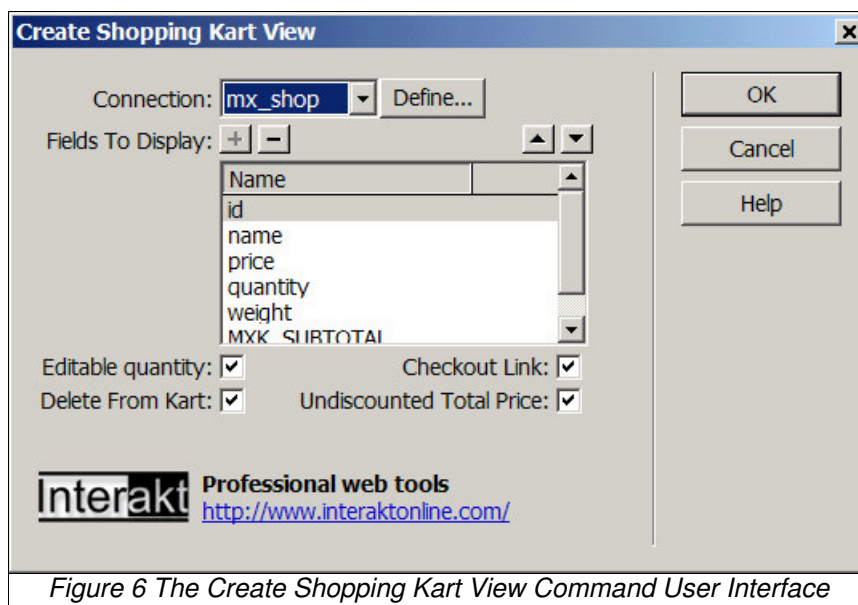 Create Shopping Kart View
Connection: mx_shop Define...
OK
Fields To Display: + −
Cancel
Name
Help
id
name
price
quantity
weight
MXK_SUBTOTAL
Editable quantity: Checkout Link:
Delete From Kart: Undiscounted Total Price:
Interakt
Professional web tools
http://www.interaktonline.com/
Figure 6 The Create Shopping Kart View Command User Interface